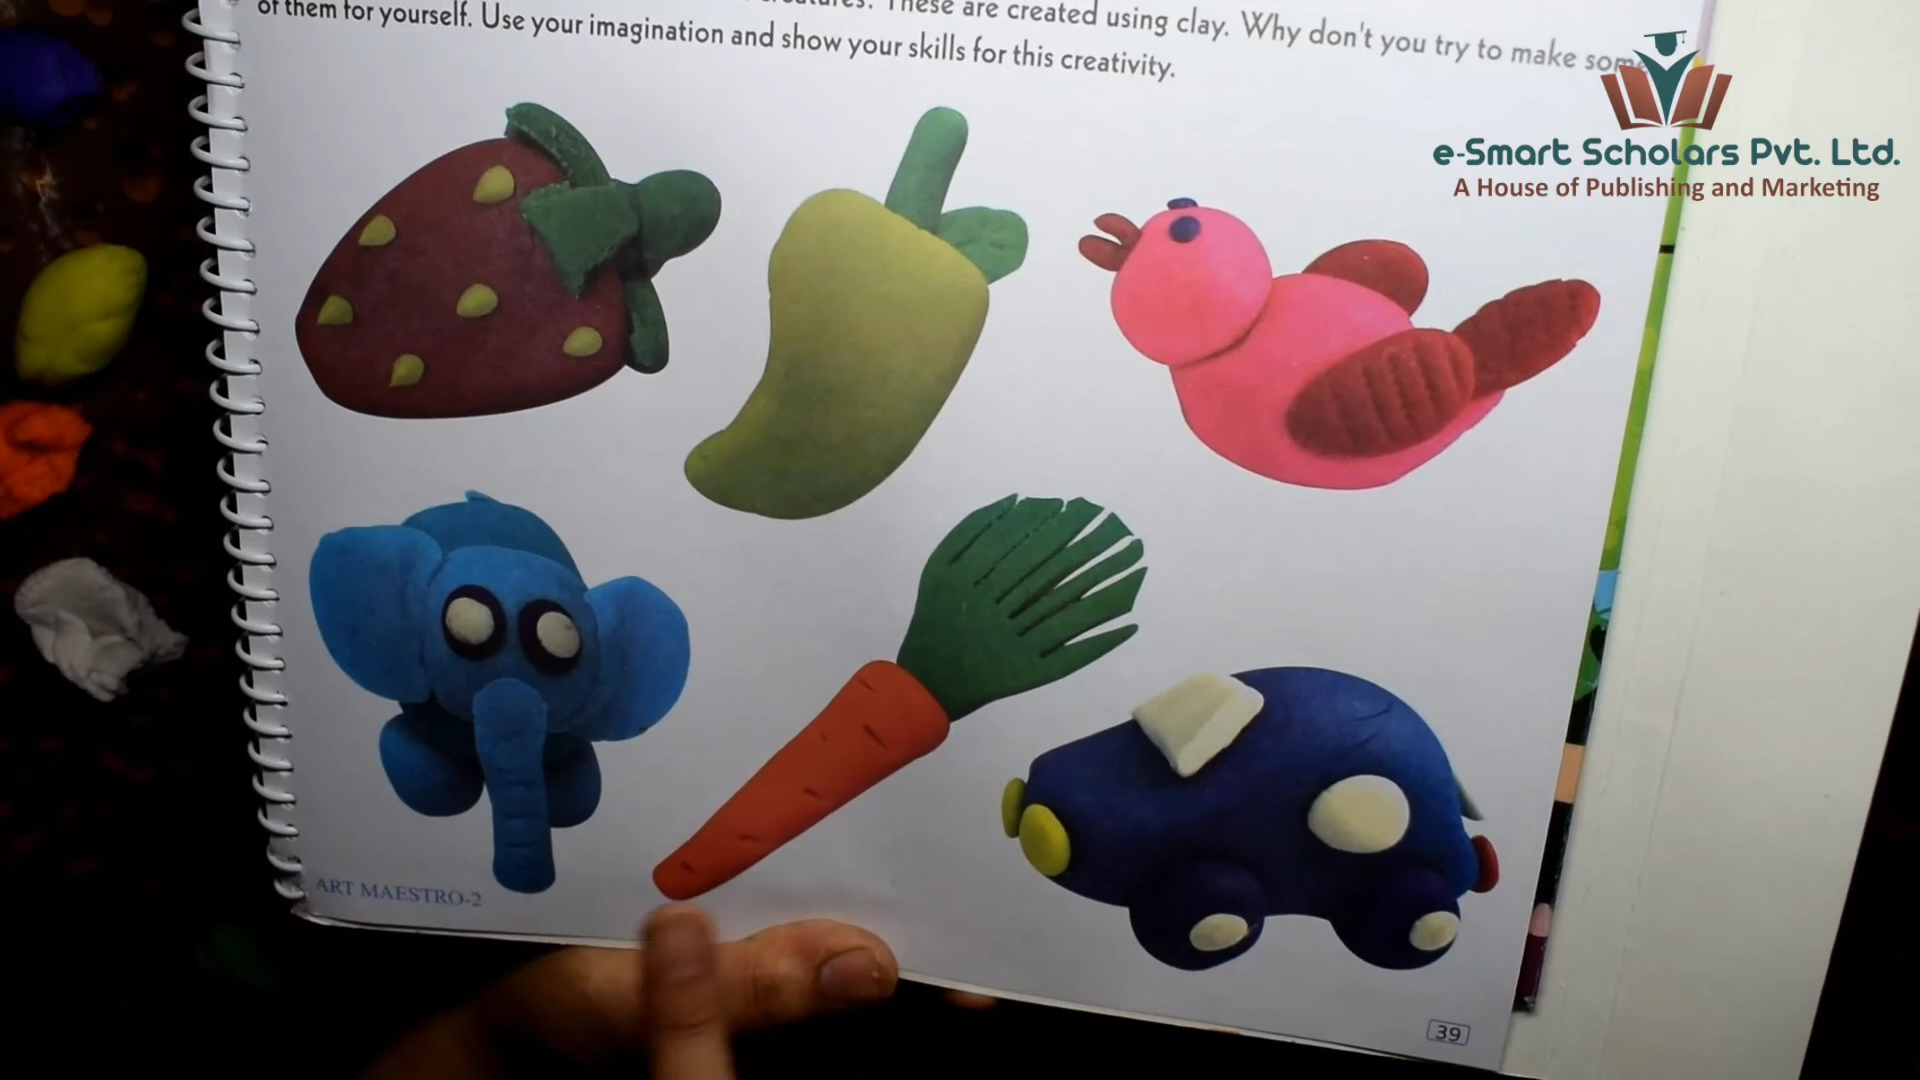 These are created using clay. Why don't you try to make some
of them for yourself. Use your imagination and show your skills for this creativity.
e-Smart Scholars Pvt. Ltd.
A House of Publishing and Marketing
ART MAESTRO-2
39